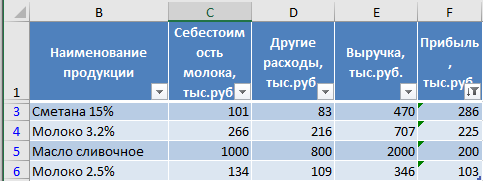 B C D E F
1 Наименование продукции Себестоим ость молока, тыс.руб Другие расходы, тыс.руб Выручка, тыс.руб. Прибыль , тыс.руб.
3 Сметана 15% 101 83 470 286
4 Молоко 3.2% 266 216 707 225
5 Масло сливочное 1000 800 2000 200
6 Молоко 2.5% 134 109 346 103